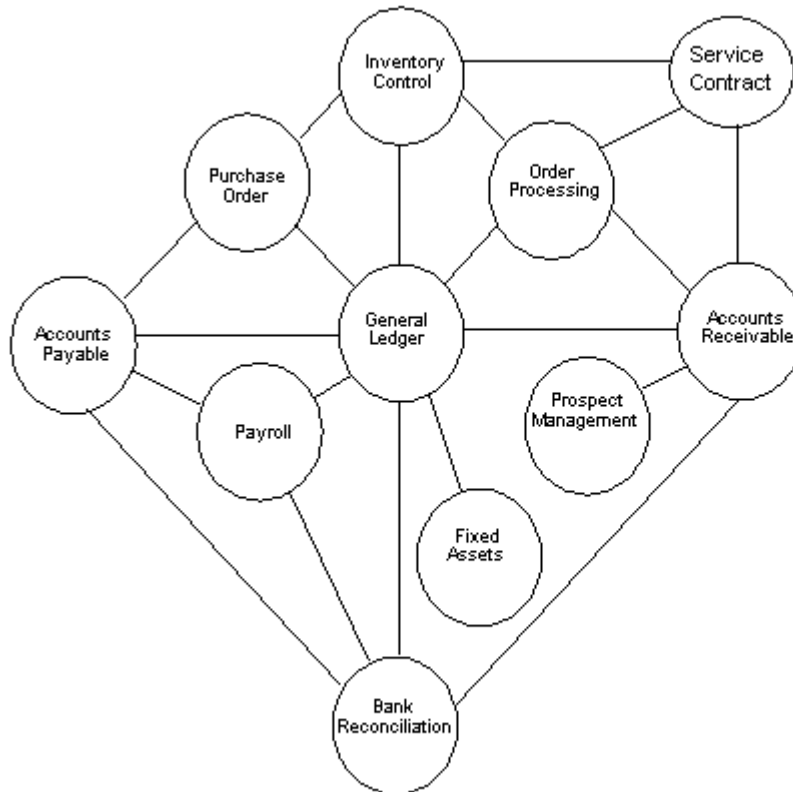 Inventory
Control
Service
Contract
Purchase
Order
Order
Processing
Accounts
Payable
General
Ledger
Accounts
Receivable
Payroll
Prospect
Management
Fixed
Assets
Bank
Reconciliation